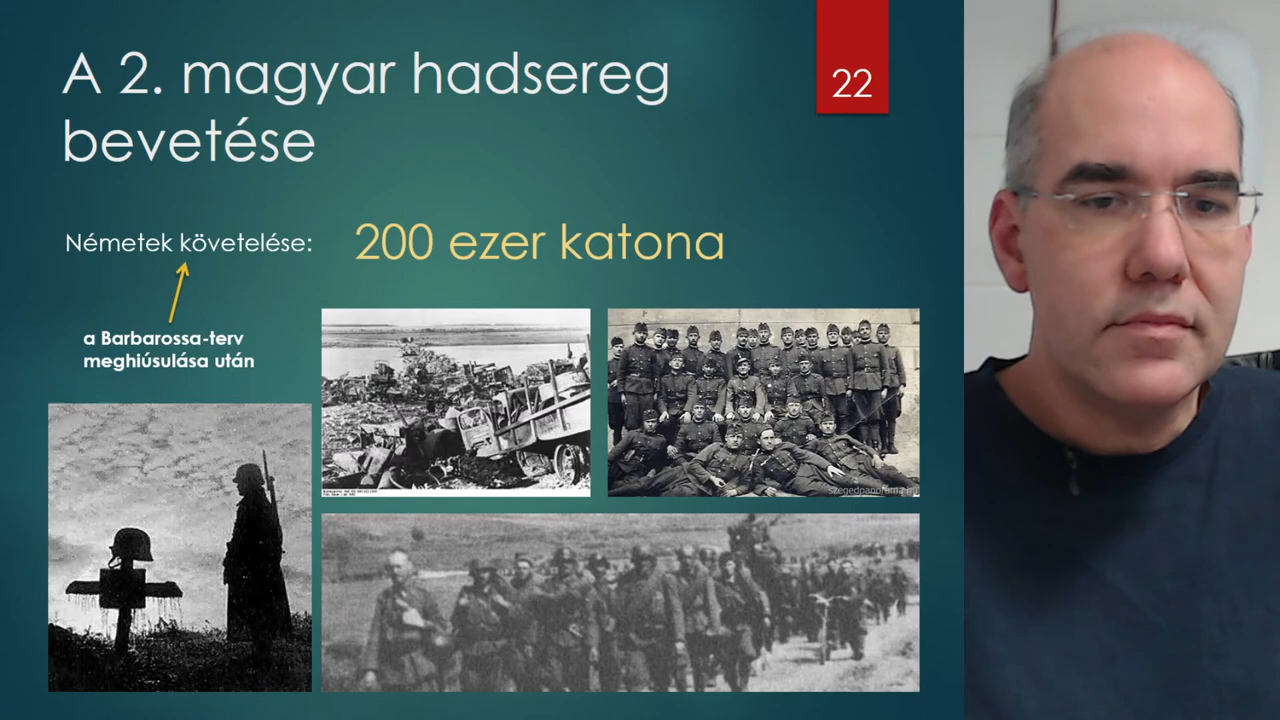 A 2. magyar hadsereg
bevetése
22
Németek követelése:
200 ezer katona
a Barbarossa-terv
meghiúsulása után
szegedpanorama.hu